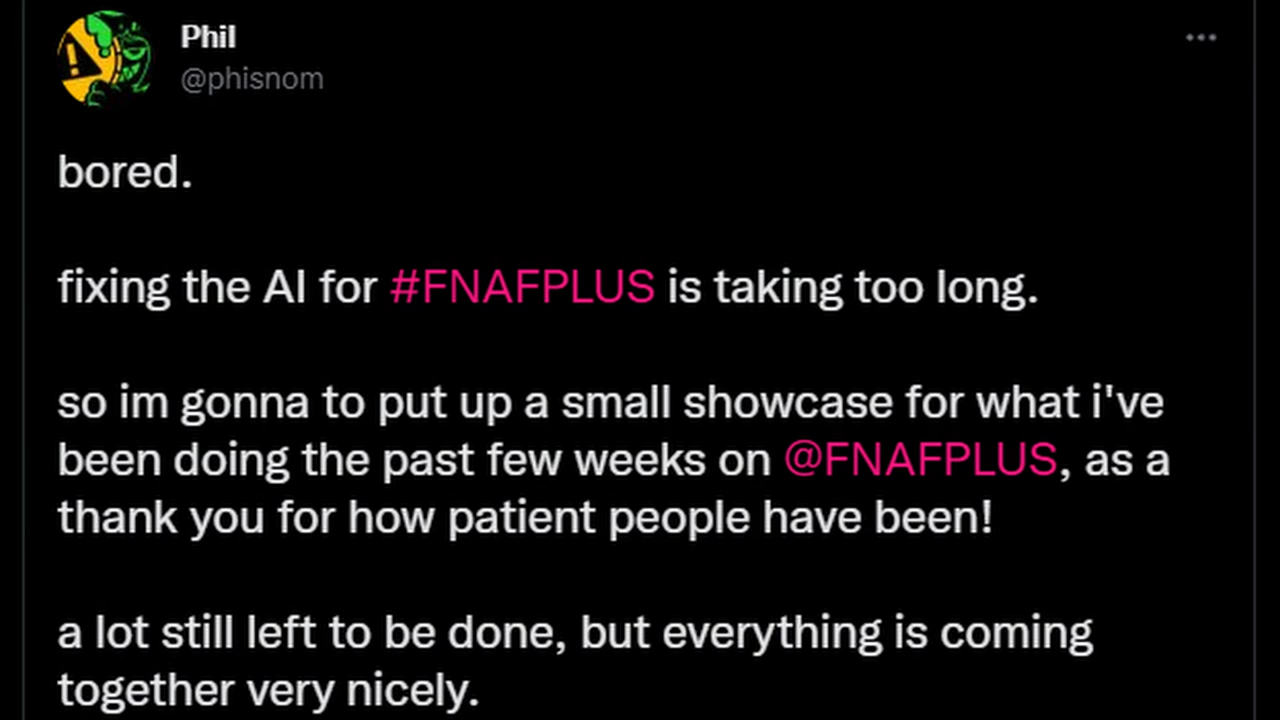 Phil
@phisnom
bored.
fixing the AI for #FNAFPLUS is taking too long.
so im gonna to put up a small showcase for what i've
been doing the past few weeks on @FNAFPLUS, as a
thank you for how patient people have been!
a lot still left to be done, but everything is coming
together very nicely.